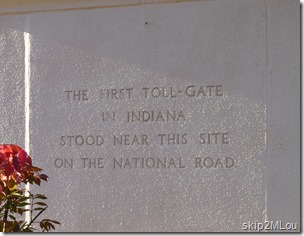 THE FIRST TOLL-GATE
IN INDIANA
STOOD NEAR THIS SITE
ON THE NATIONAL ROAD.
skip2MLou